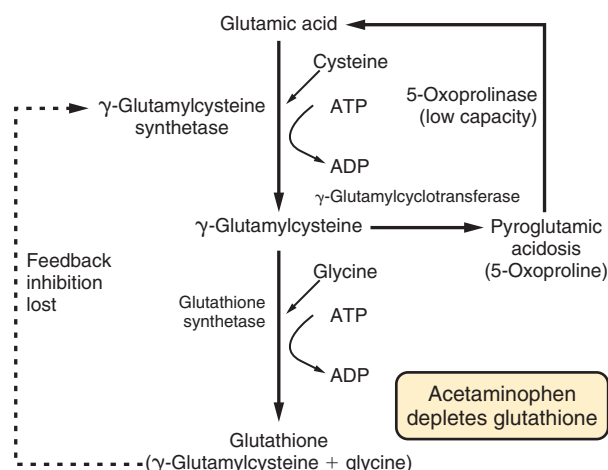 Glutamic acid
Cysteine
γ-Glutamylcysteine
synthetase
ATP
5-Oxoprolinase
(low capacity)
ADP
γ-Glutamylcyclotransferase
γ-Glutamylcysteine
Pyroglutamic
acidosis
(5-Oxoproline)
Feedback
inhibition
lost
Glycine
Glutathione
synthetase
ATP
ADP
Acetaminophen
depletes glutathione
Glutathione
(γ-Glutamylcysteine + glycine)